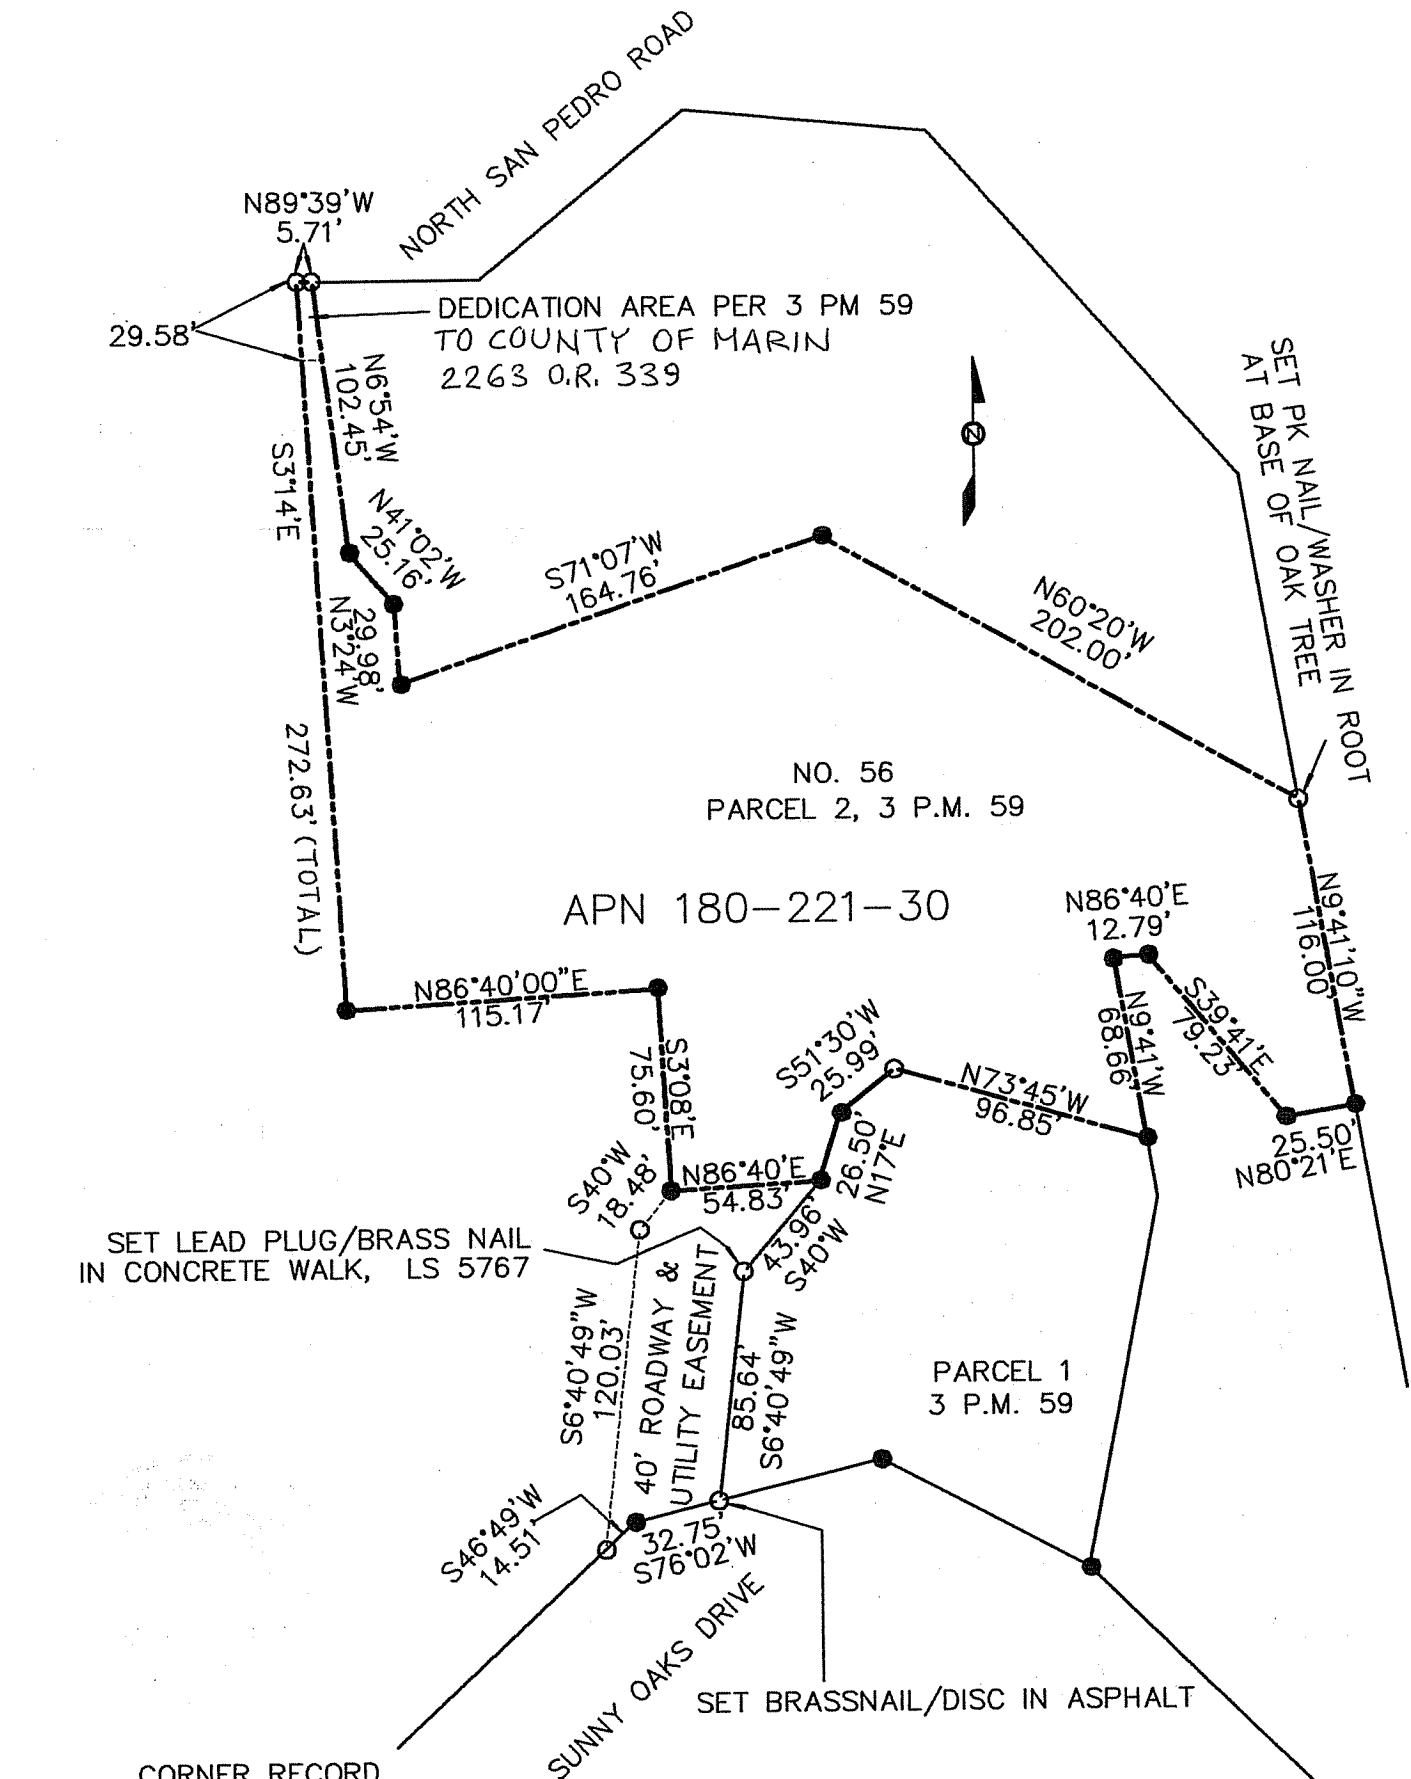 NORTH SAN PEDRO ROAD
N89°39'W
5.71'
29.58'
DEDICATION AREA PER 3 PM 59
TO COUNTY OF MARIN
2263 O.R. 339
N6°54'W
102.45'
S3°14'E
272.63' (TOTAL)
N41°02'W
25.16'
29.98'
N3°24'W
S71°07'W
164.76'
N
N60°20'W
202.00'
SET PK NAIL/WASHER IN ROOT
AT BASE OF OAK TREE
NO. 56
PARCEL 2, 3 P.M. 59
APN 180-221-30
N9°41'10"W
116.00'
N86°40'E
12.79'
N9°41'W
68.66'
S39°41'E
79.23'
25.50'
N80°21'E
N86°40'00"E
115.17'
S3°08'E
75.60'
S51°30'W
25.99'
N73°45'W
96.85'
26.50'
N17°E
N86°40'E
54.83'
S40°W
18.48'
43.96'
S40°W
SET LEAD PLUG/BRASS NAIL
IN CONCRETE WALK, LS 5767
S6°40'49"W
120.03'
40' ROADWAY &
UTILITY EASEMENT
85.64'
S6°40'49"W
PARCEL 1
3 P.M. 59
S46°49'W
14.51'
32.75'
S76°02'W
SUNNY OAKS DRIVE
SET BRASSNAIL/DISC IN ASPHALT
CORNER RECORD